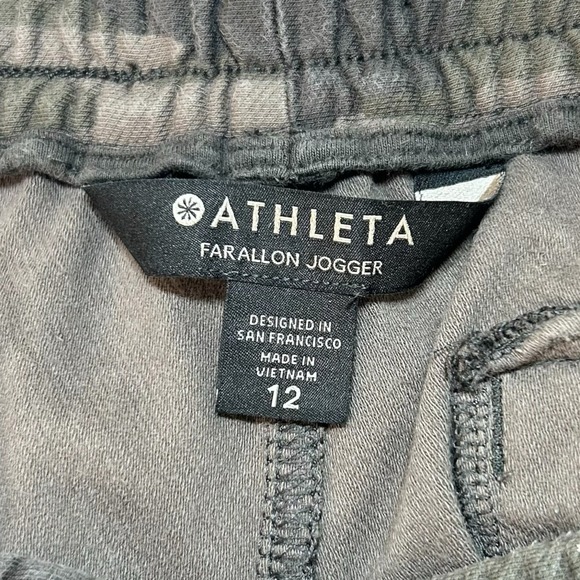 ATHLETA
FARALLON JOGGER
DESIGNED IN
SAN FRANCISCO
MADE IN
VIETNAM
12